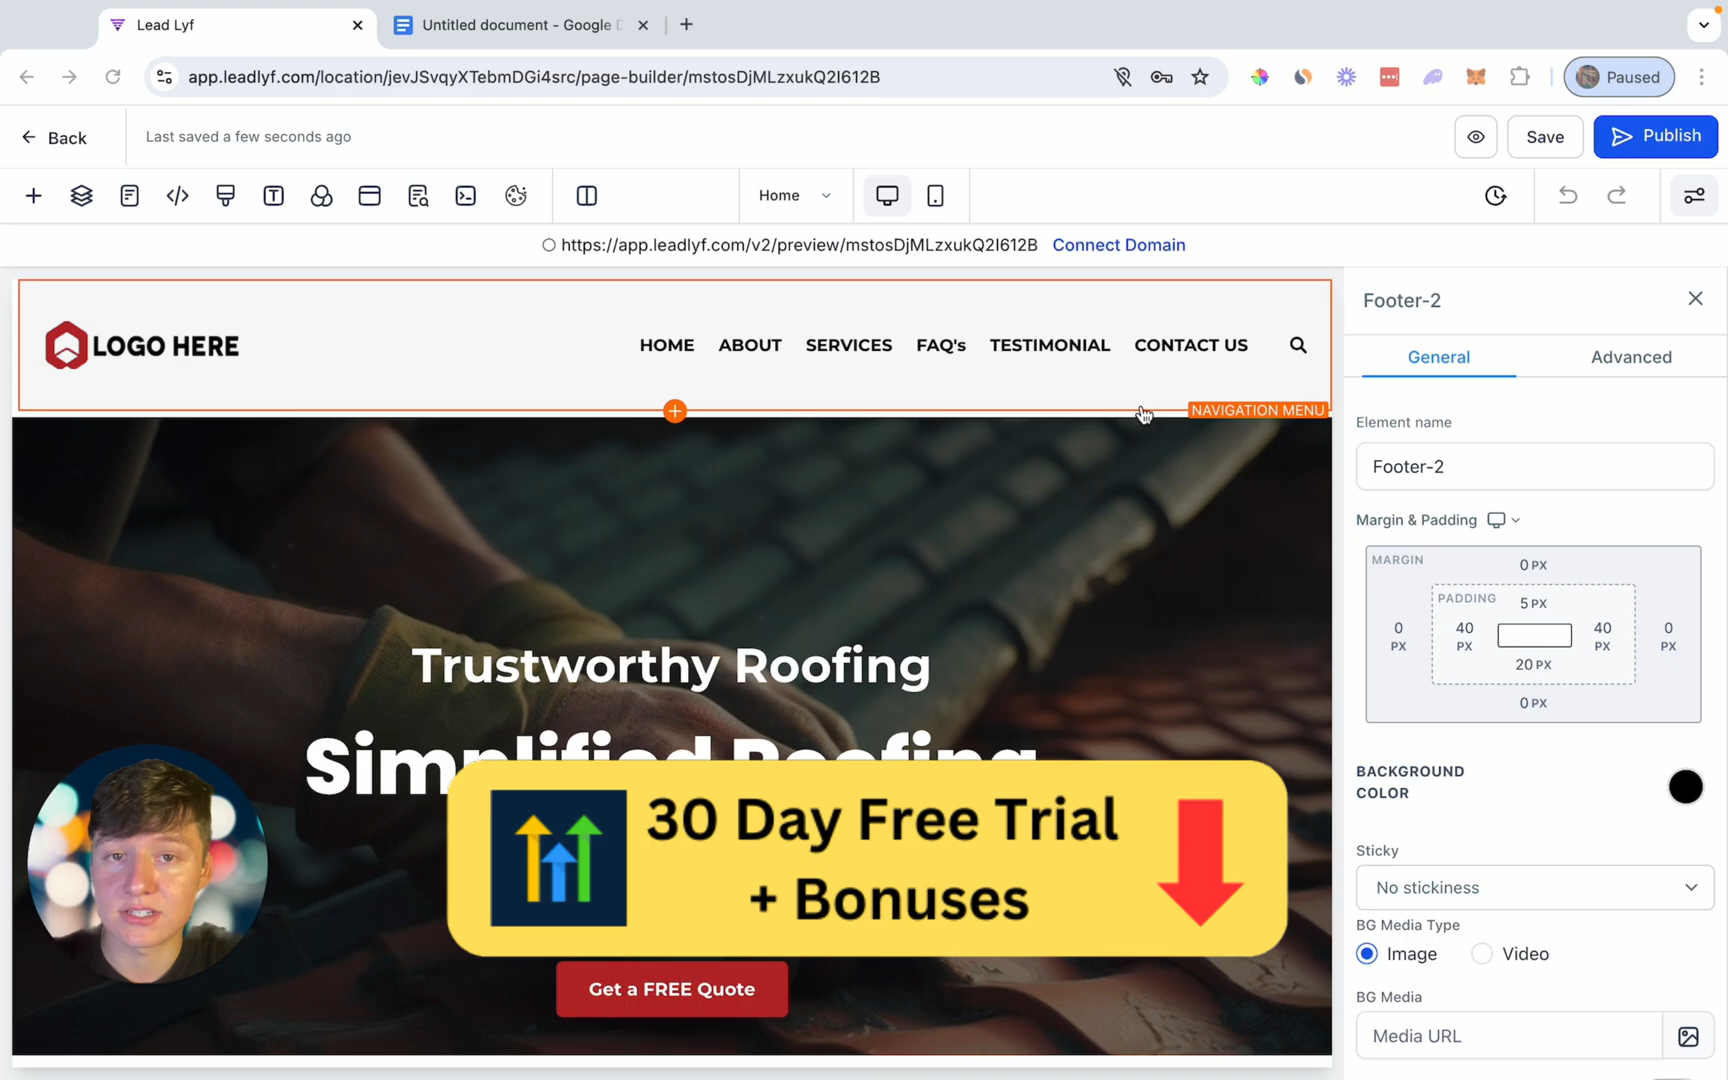 Lead Lyf
Untitled document - Google D
app.leadlyf.com/location/jevJSvqyXTebmDGi4src/page-builder/mstosDjMLzxukQ2I612B
Paused
Back
Last saved a few seconds ago
Save
Publish
Home
https://app.leadlyf.com/v2/preview/mstosDjMLzxukQ2I612B Connect Domain
LOGO HERE
HOME ABOUT SERVICES FAQ's TESTIMONIAL CONTACT US
NAVIGATION MENU
Trustworthy Roofing
Simplified Roofing
30 Day Free Trial
+ Bonuses
Get a FREE Quote
Footer-2
General Advanced
Element name
Footer-2
Margin & Padding
MARGIN
0 PX
PADDING
5 PX
0 PX
40 PX
40 PX
0 PX
20 PX
0 PX
BACKGROUND
COLOR
Sticky
No stickiness
BG Media Type
Image Video
BG Media
Media URL